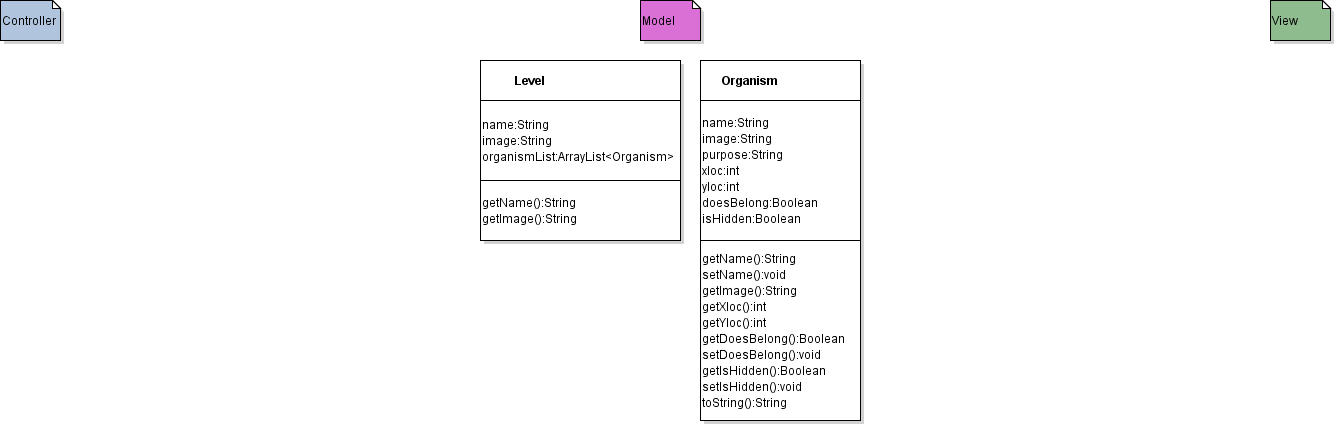 Controller
Model
View
Level
name:String
image:String
organismList:ArrayList<Organism>
getName():String
getImage():String
Organism
name:String
image:String
purpose:String
xloc:int
yloc:int
doesBelong:Boolean
isHidden:Boolean
getName():String
setName():void
getImage():String
getXloc():int
getYloc():int
getDoesBelong():Boolean
setDoesBelong():void
getIsHidden():Boolean
setIsHidden():void
toString():String